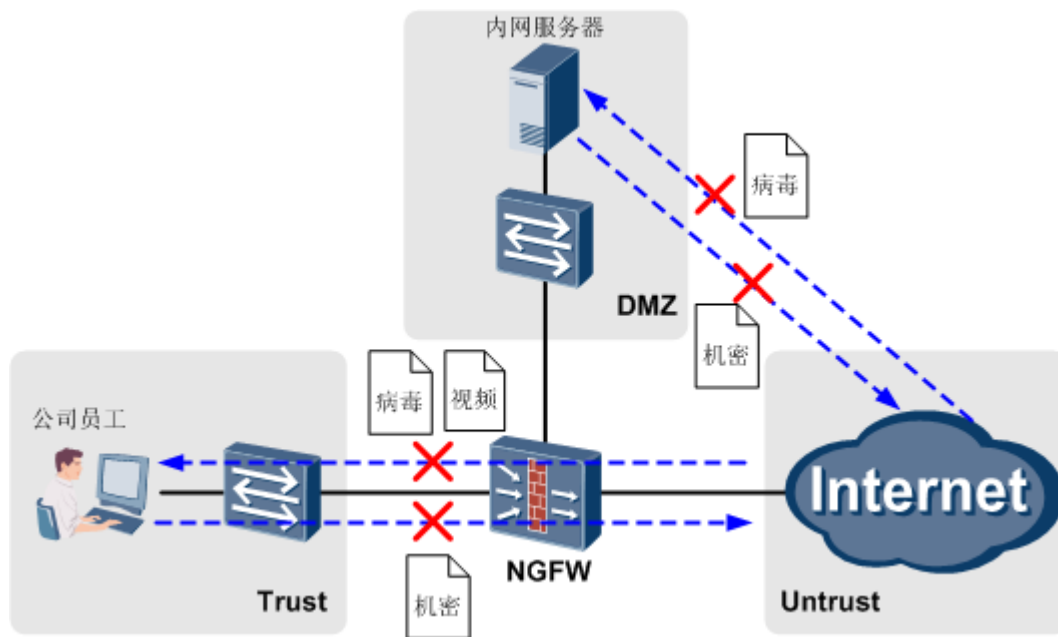 内网服务器
病毒
DMZ
机密
病毒
视频
公司员工
Internet
NGFW
机密
Trust
Untrust